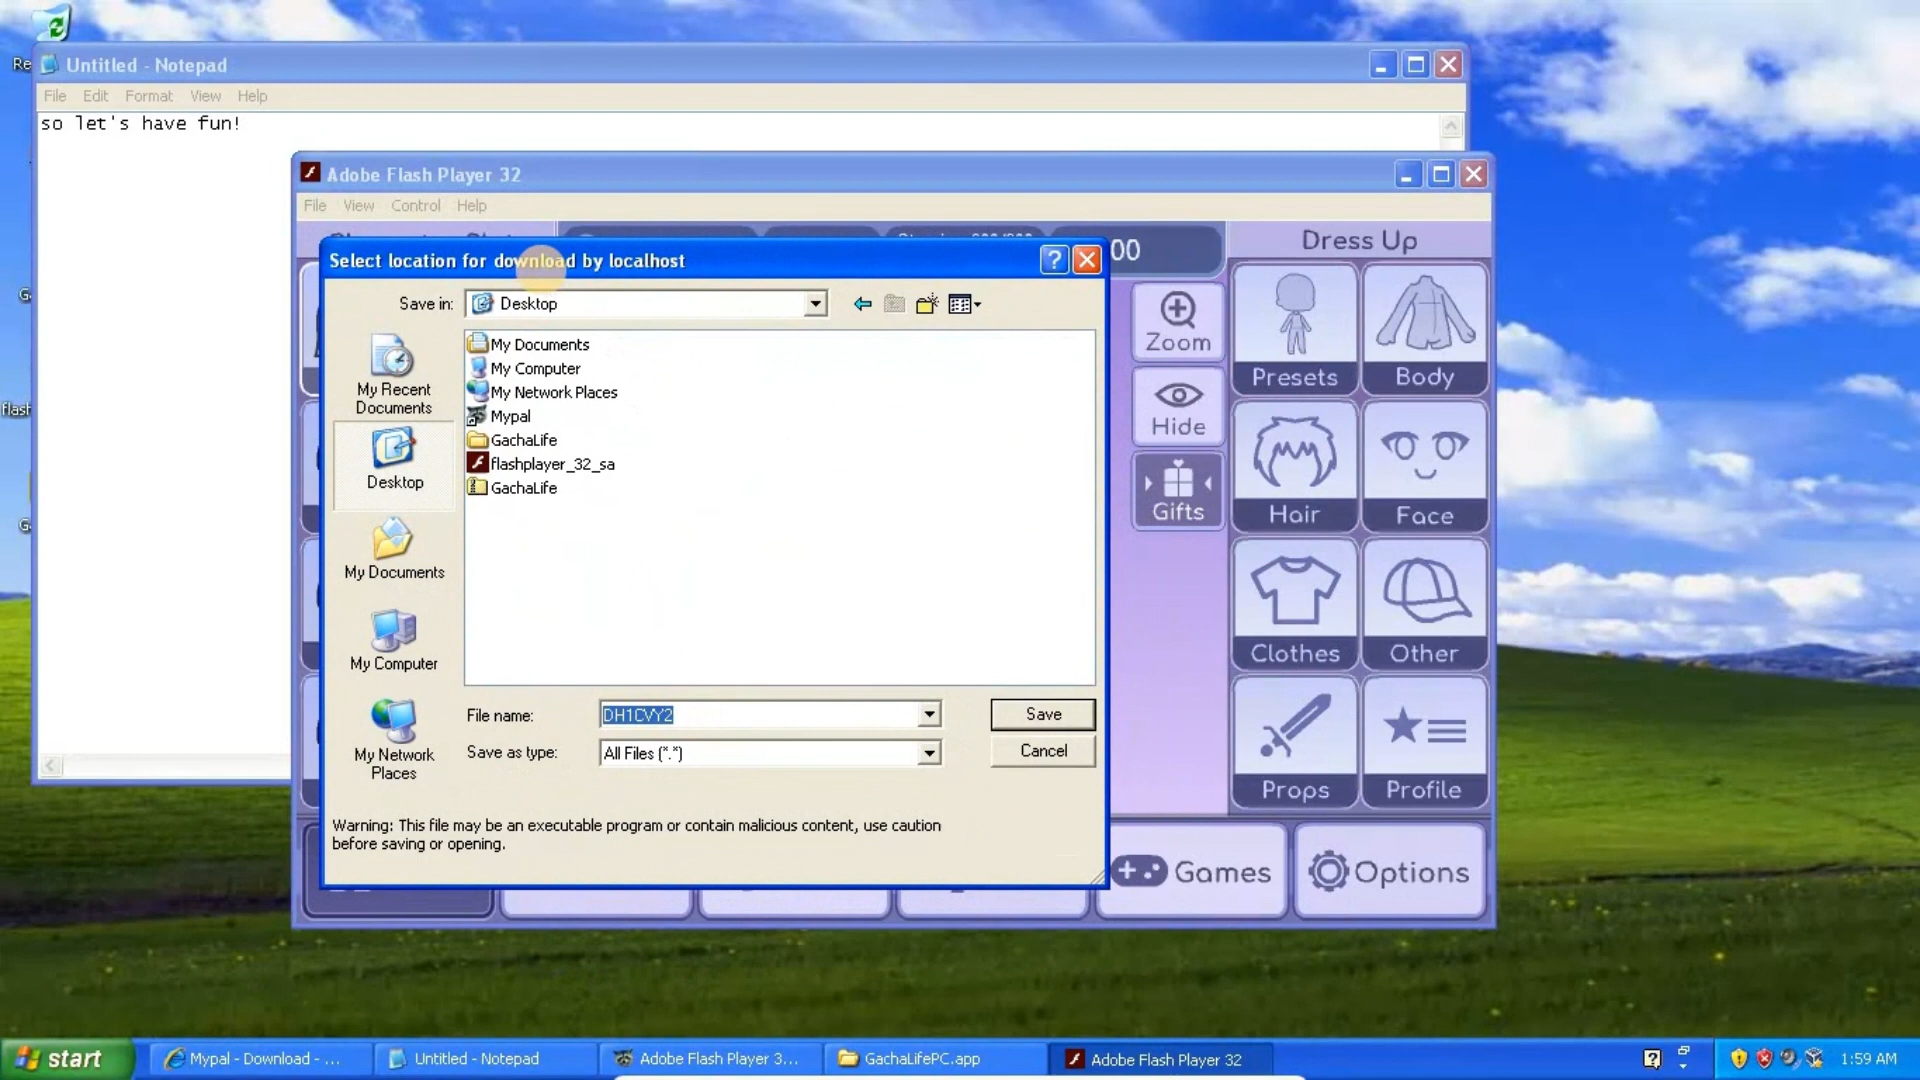 Re
Untitled - Notepad
File Edit Format View Help
so let's have fun!
Adobe Flash Player 32
File View Control Help
00
Dress Up
Select location for download by localhost
Save in: Desktop
My Documents
My Computer
My Network Places
Mypal
GachaLife
flashplayer_32_sa
GachaLife
My Recent
Documents
Desktop
My Documents
My Computer
My Network
Places
File name: DH1CVY2
Save as type: All Files (*.*)
Save
Cancel
Warning: This file may be an executable program or contain malicious content, use caution
before saving or opening.
Zoom
Hide
Gifts
Presets
Body
Hair
Face
Clothes
Other
Props
Profile
Games
Options
flash
start
Mypal - Download - ...
Untitled - Notepad
Adobe Flash Player 3...
GachaLifePC.app
Adobe Flash Player 32
1:59 AM